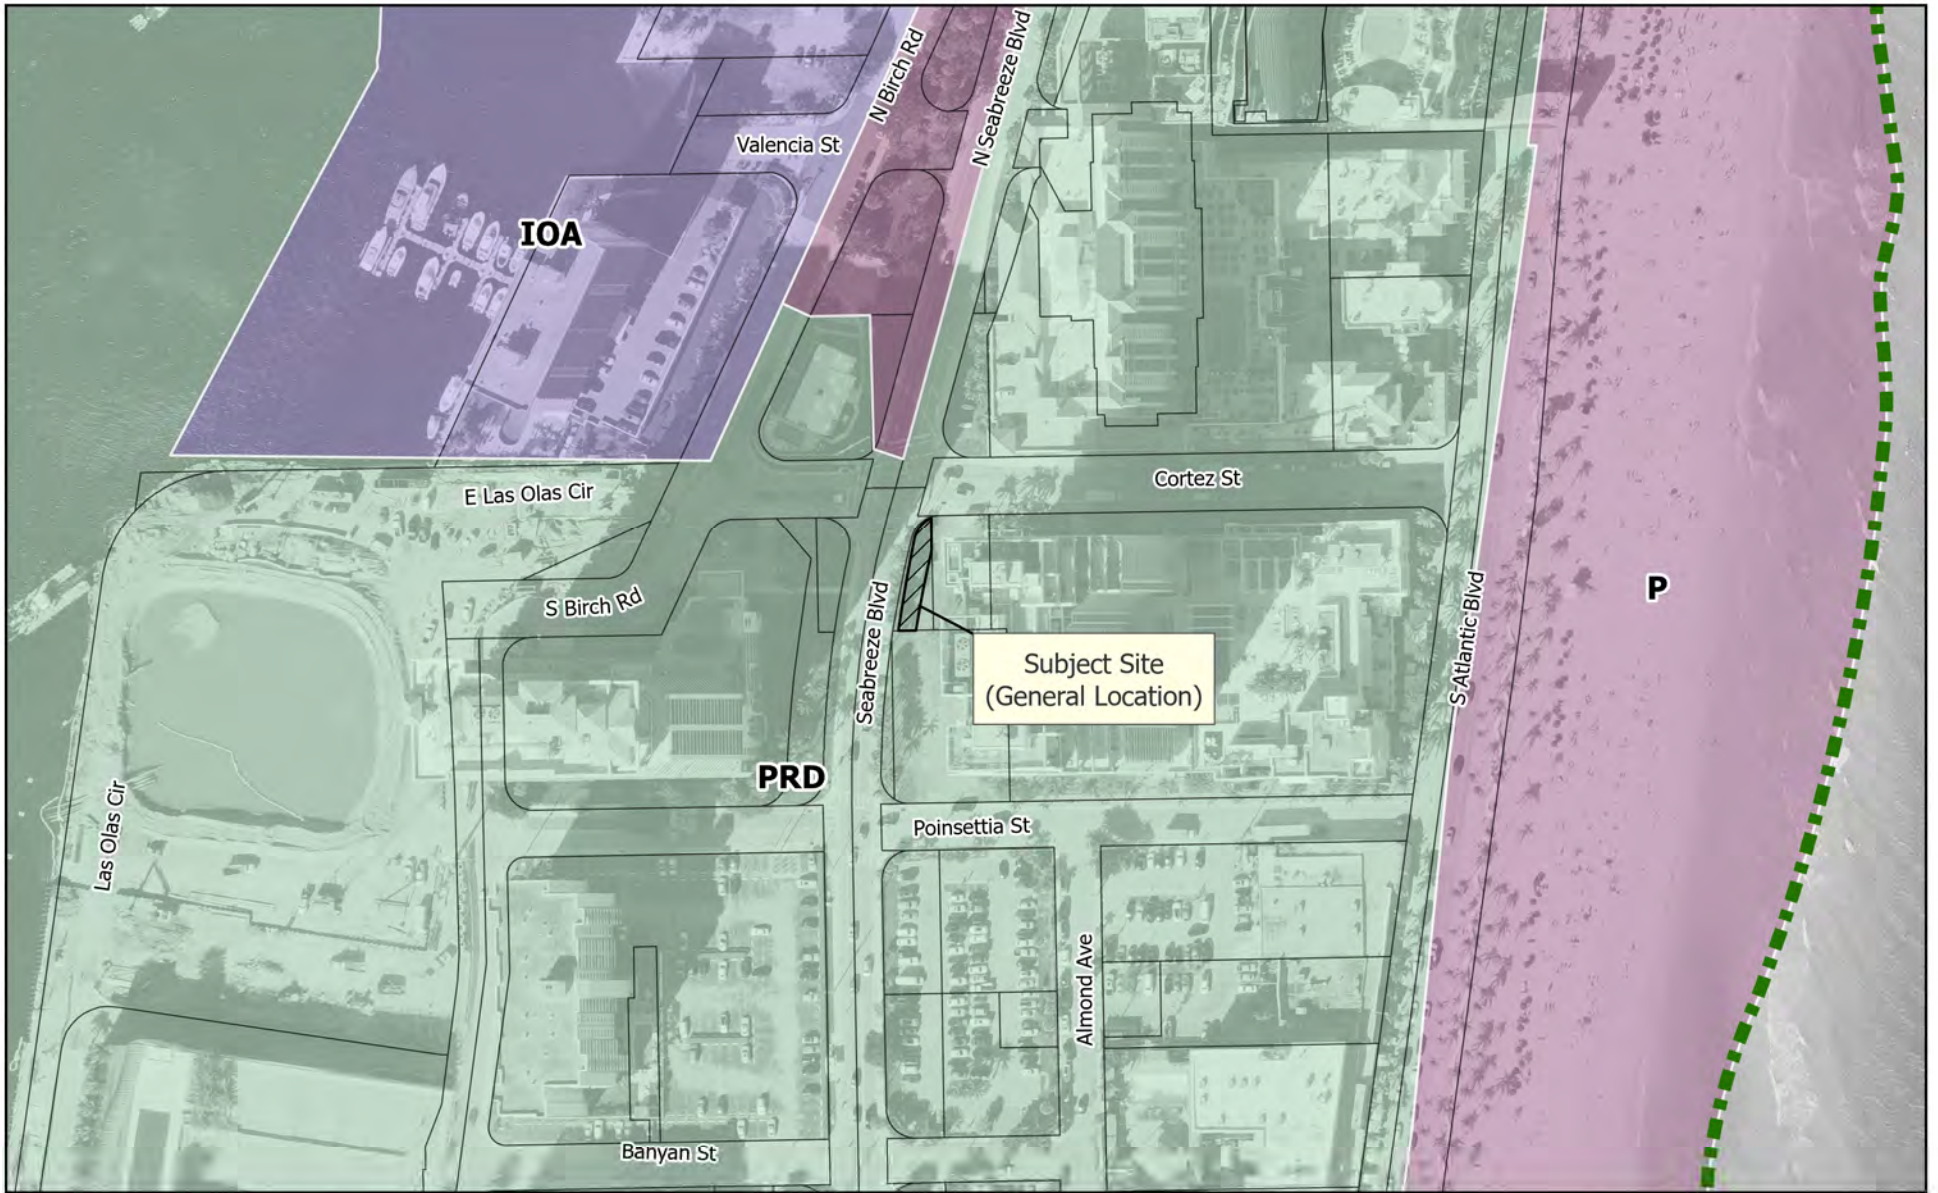 N Birch Rd
N Seabreeze Blvd
Valencia St
IOA
Cortez St
E Las Olas Cir
S Birch Rd
Seabreeze Blvd
S Atlantic Blvd
P
Subject Site
(General Location)
PRD
Las Olas Cir
Poinsettia St
Almond Ave
Banyan St